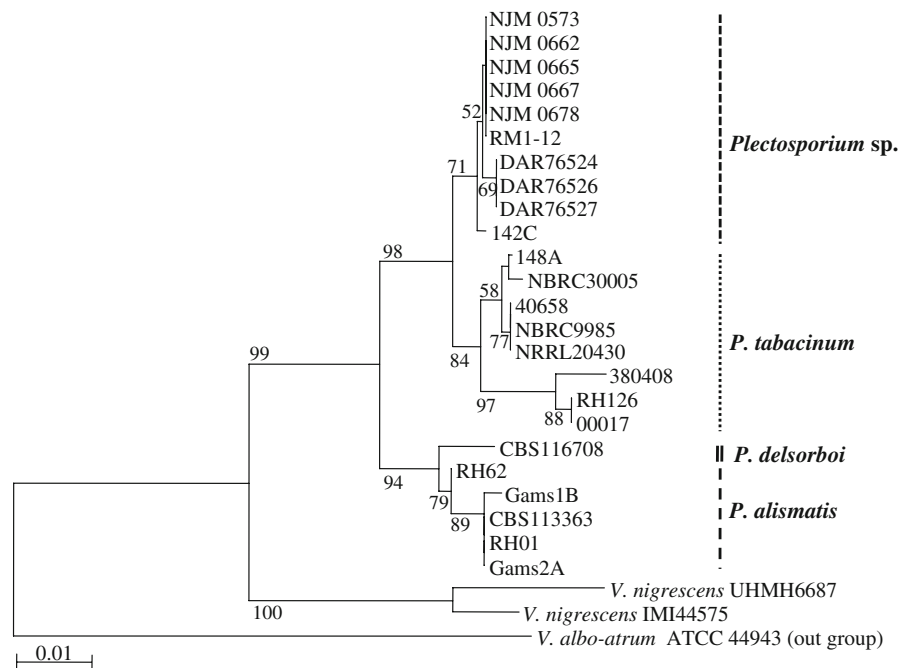 NJM 0573
NJM 0662
NJM 0665
NJM 0667
NJM 0678
52
RM1-12
Plectosporium sp.
DAR76524
71
69
DAR76526
DAR76527
142C
98
148A
NBRC30005
58
40658
NBRC9985
77
P. tabacinum
NRRL20430
84
99
380408
97
RH126
88
00017
CBS116708
P. delsorboi
94
RH62
79
Gams1B
P. alismatis
89
CBS113363
RH01
Gams2A
V. nigrescens UHMH6687
100
V. nigrescens IMI44575
V. albo-atrum ATCC 44943 (out group)
0.01